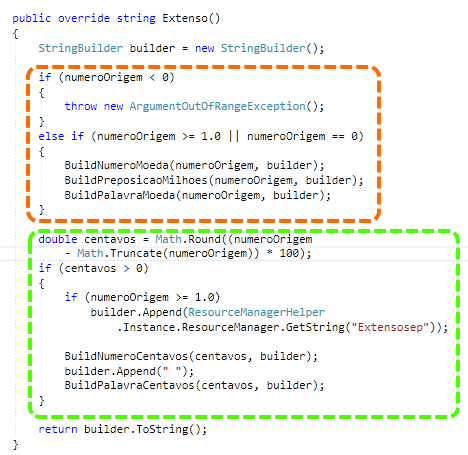 public override string Extenso()
{
StringBuilder builder = new StringBuilder();
if (numeroOrigem < 0)
{
throw new ArgumentOutOfRangeException();
}
else if (numeroOrigem >= 1.0 || numeroOrigem == 0)
{
BuildNumeroMoeda(numeroOrigem, builder);
BuildPreposicaoMilhoes(numeroOrigem, builder);
BuildPalavraMoeda(numeroOrigem, builder);
}
double centavos = Math.Round((numeroOrigem
- Math.Truncate(numeroOrigem)) * 100);
if (centavos > 0)
{
if (numeroOrigem >= 1.0)
builder.Append(ResourceManagerHelper
.Instance.ResourceManager.GetString("Extensosep"));
BuildNumeroCentavos(centavos, builder);
builder.Append(" ");
BuildPalavraCentavos(centavos, builder);
}
return builder.ToString();
}